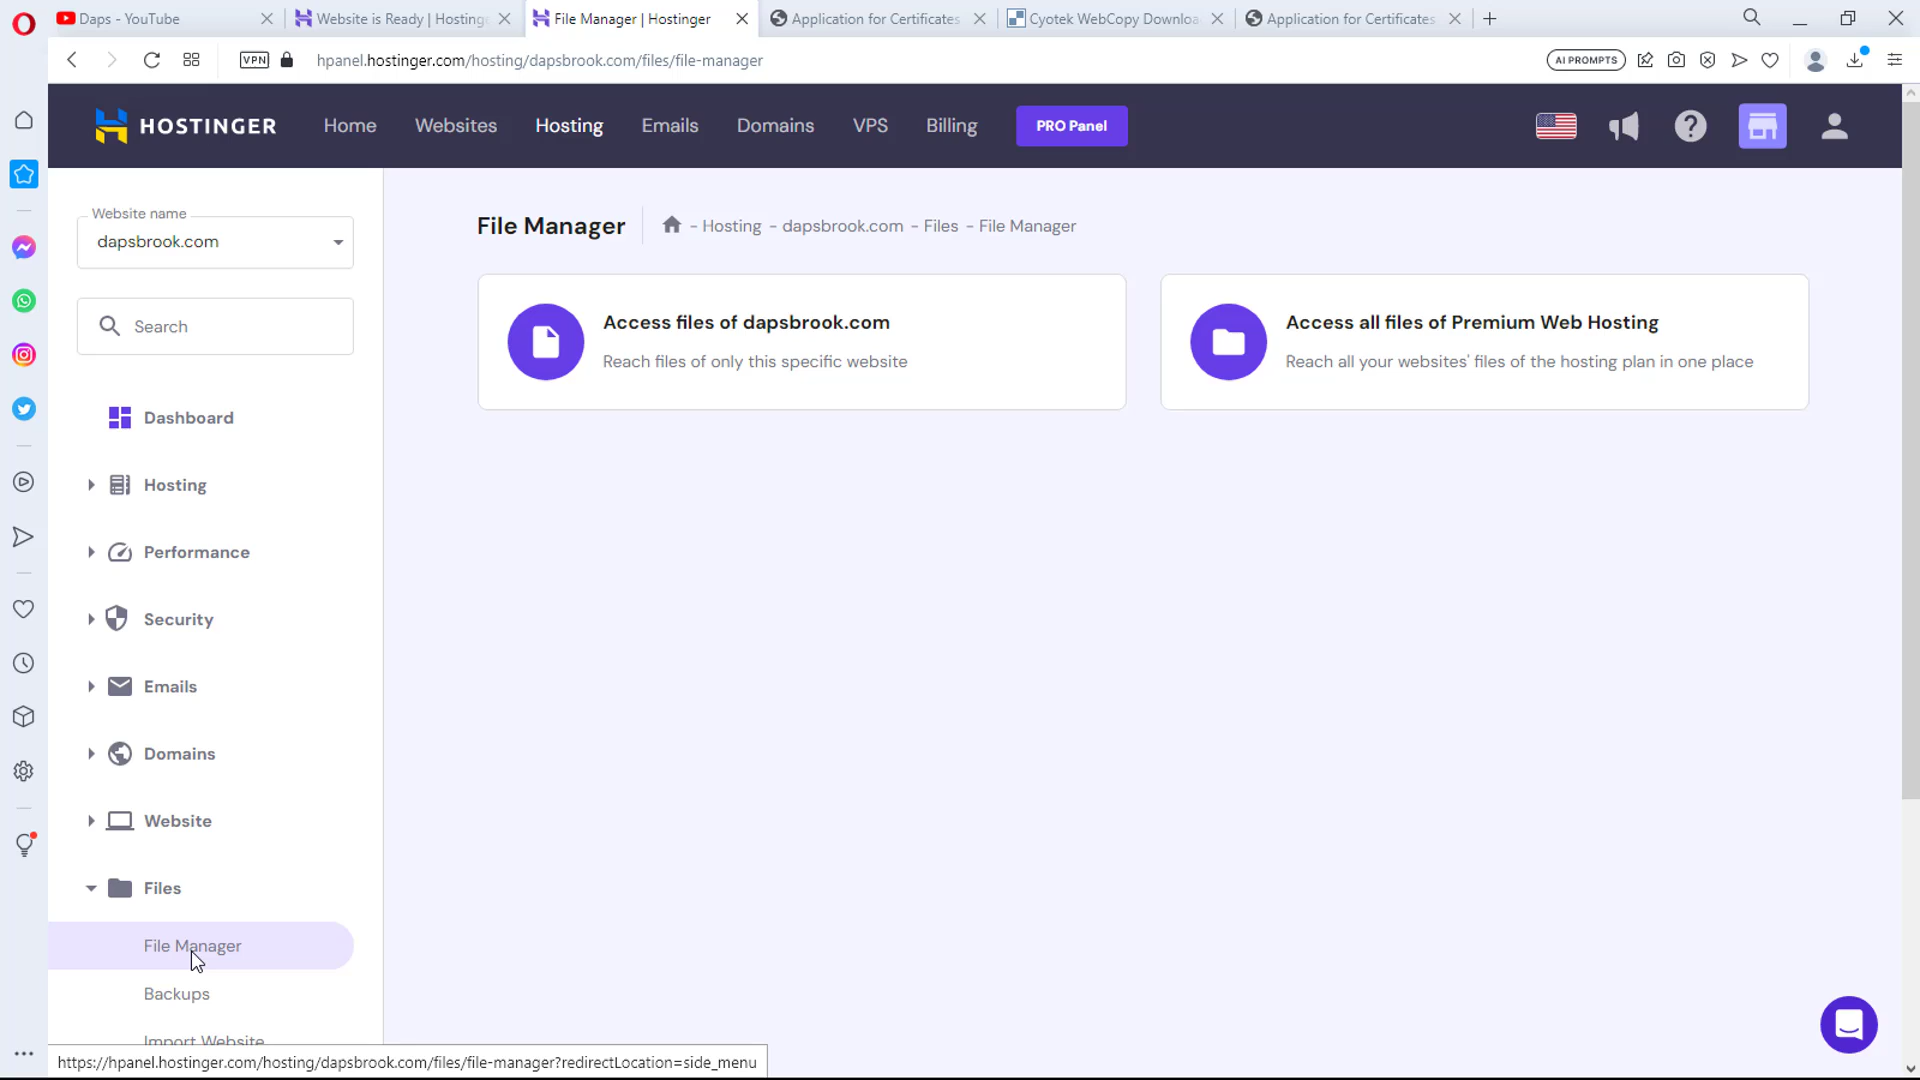 Daps - YouTube
Website is Ready | Hostinge
File Manager | Hostinger
Application for Certificates
Cyotek WebCopy Downloa
Application for Certificates
VPN
hpanel.hostinger.com/hosting/dapsbrook.com/files/file-manager
AI PROMPTS
HOSTINGER
Home
Websites
Hosting
Emails
Domains
VPS
Billing
PRO Panel
Website name
dapsbrook.com
Search
Dashboard
Hosting
Performance
Security
Emails
Domains
Website
Files
File Manager
Backups
Import Website
File Manager
- Hosting - dapsbrook.com - Files - File Manager
Access files of dapsbrook.com
Reach files of only this specific website
Access all files of Premium Web Hosting
Reach all your websites' files of the hosting plan in one place
https://hpanel.hostinger.com/hosting/dapsbrook.com/files/file-manager?redirectLocation=side_menu